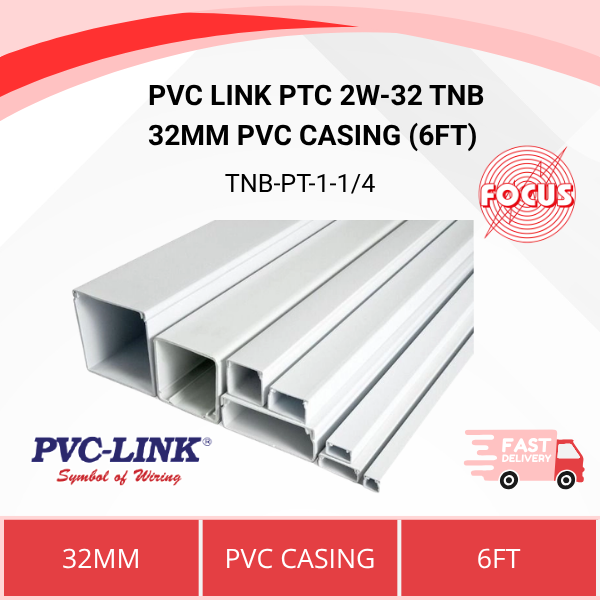 PVC LINK PTC 2W-32 TNB
32MM PVC CASING (6FT)
TNB-PT-1-1/4
FOCUS
PVC-LINK®
Symbol of Wiring
FAST
DELIVERY
32MM
PVC CASING
6FT